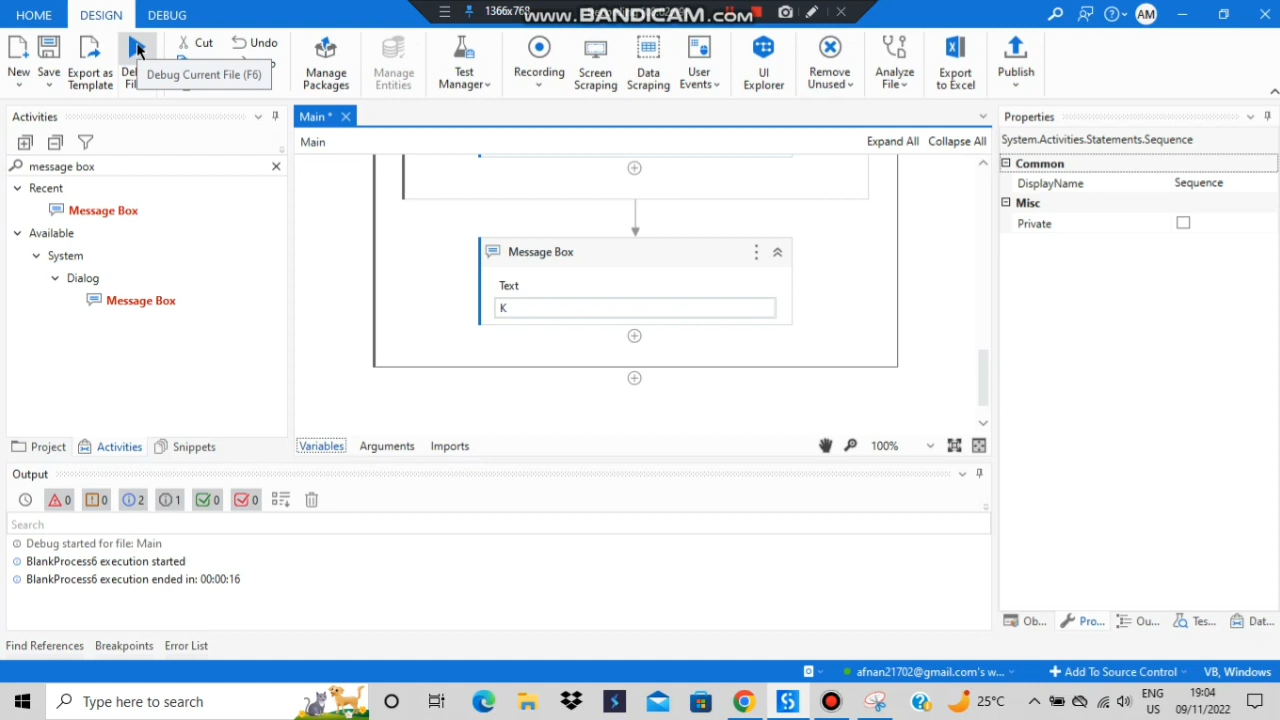 HOME
DESIGN
DEBUG
1366x768
www.BANDICAM.com
AM
New
Save
Export as Template
Cut
Undo
Debug Current File (F6)
Manage Packages
Manage Entities
Test Manager
Recording
Screen Scraping
Data Scraping
User Events
UI Explorer
Remove Unused
Analyze File
Export to Excel
Publish
Activities
message box
Recent
Message Box
Available
System
Dialog
Message Box
Project
Activities
Snippets
Main *
Main
Expand All
Collapse All
Message Box
Text
K
Variables
Arguments
Imports
100%
Properties
System.Activities.Statements.Sequence
Common
DisplayName
Sequence
Misc
Private
Output
0
0
2
1
0
0
Search
Debug started for file: Main
BlankProcess6 execution started
BlankProcess6 execution ended in: 00:00:16
Find References
Breakpoints
Error List
Ob...
Pro...
Ou...
Tes...
Dat...
afnan21702@gmail.com's w...
Add To Source Control
VB, Windows
Type here to search
25°C
ENG
US
19:04
09/11/2022